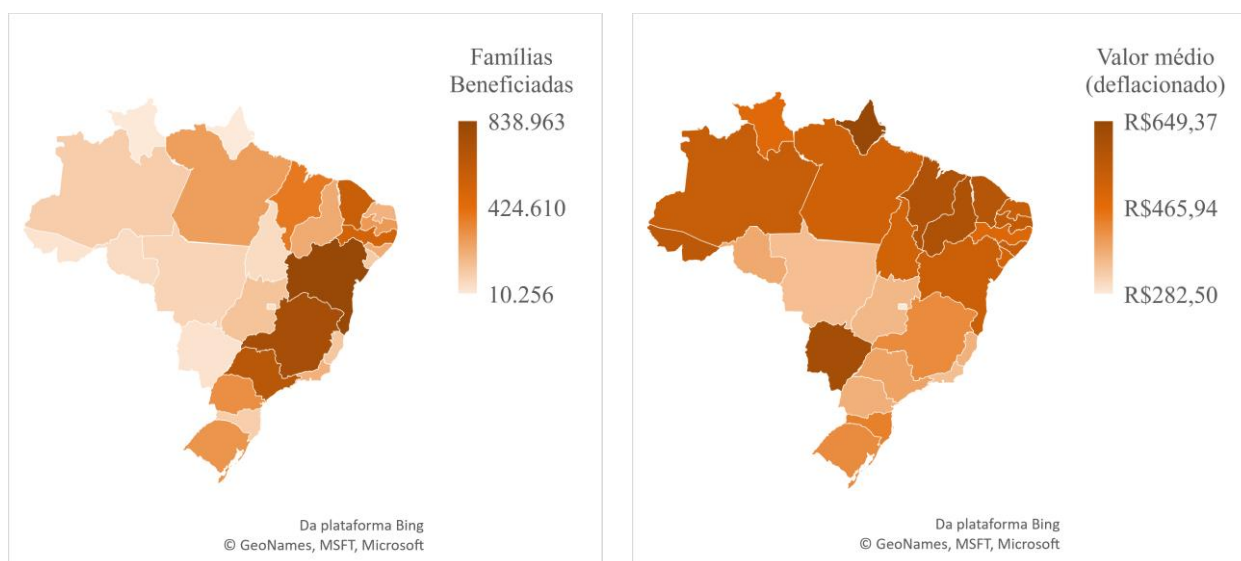 Famílias
Beneficiadas
838.963
424.610
10.256
Da plataforma Bing
© GeoNames, MSFT, Microsoft
Valor médio
(deflacionado)
R$649,37
R$465,94
R$282,50
Da plataforma Bing
© GeoNames, MSFT, Microsoft